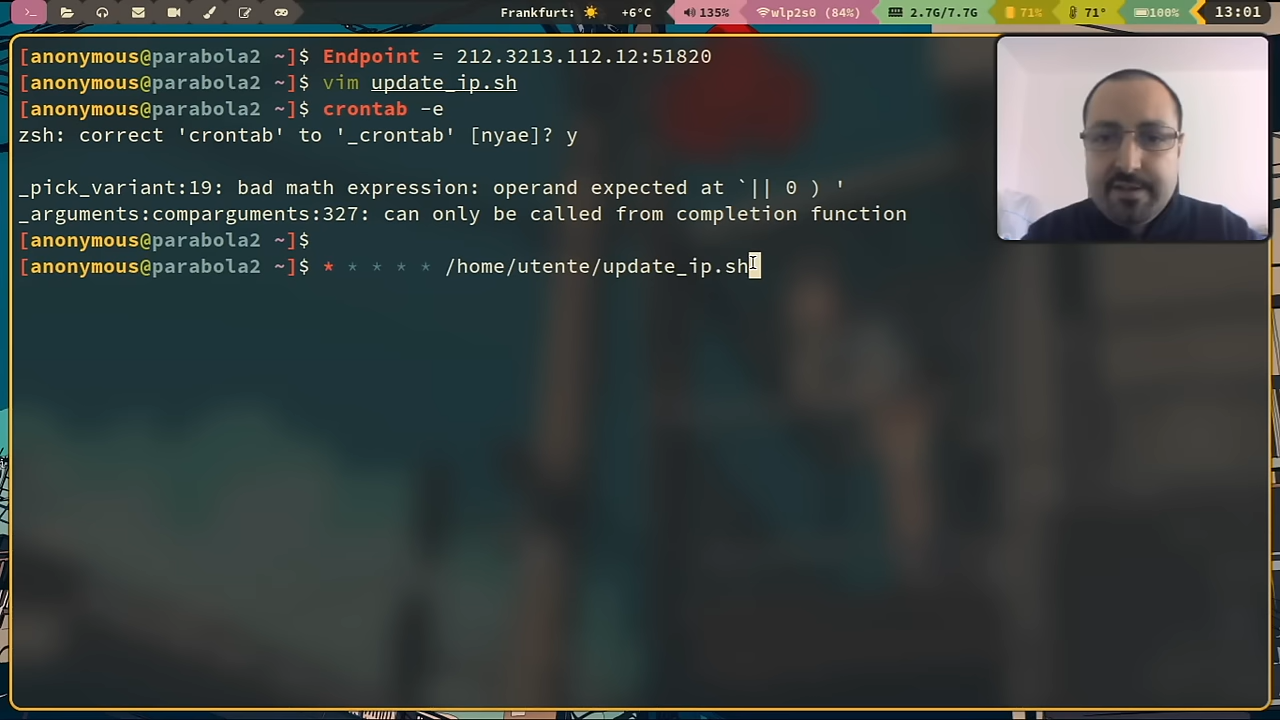 Frankfurt: +6°C 135% wlp2s0 (84%) 2.7G/7.7G 71% 71° 100% 13:01
[anonymous@parabola2 ~]$ Endpoint = 212.3213.112.12:51820
[anonymous@parabola2 ~]$ vim update_ip.sh
[anonymous@parabola2 ~]$ crontab -e
zsh: correct 'crontab' to '_crontab' [nyae]? y
_pick_variant:19: bad math expression: operand expected at `|| 0 ) '
_arguments:comparguments:327: can only be called from completion function
[anonymous@parabola2 ~]$
[anonymous@parabola2 ~]$ * * * * * /home/utente/update_ip.sh